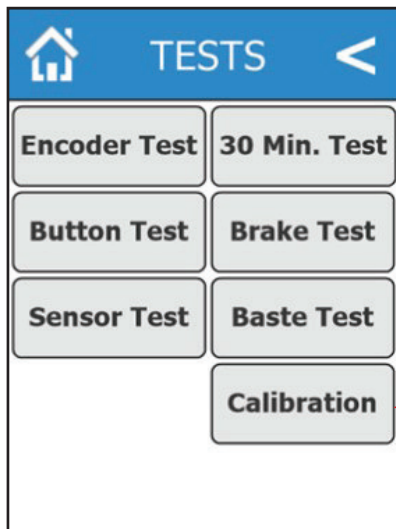 TESTS <
Encoder Test 30 Min. Test
Button Test Brake Test
Sensor Test Baste Test
Calibration